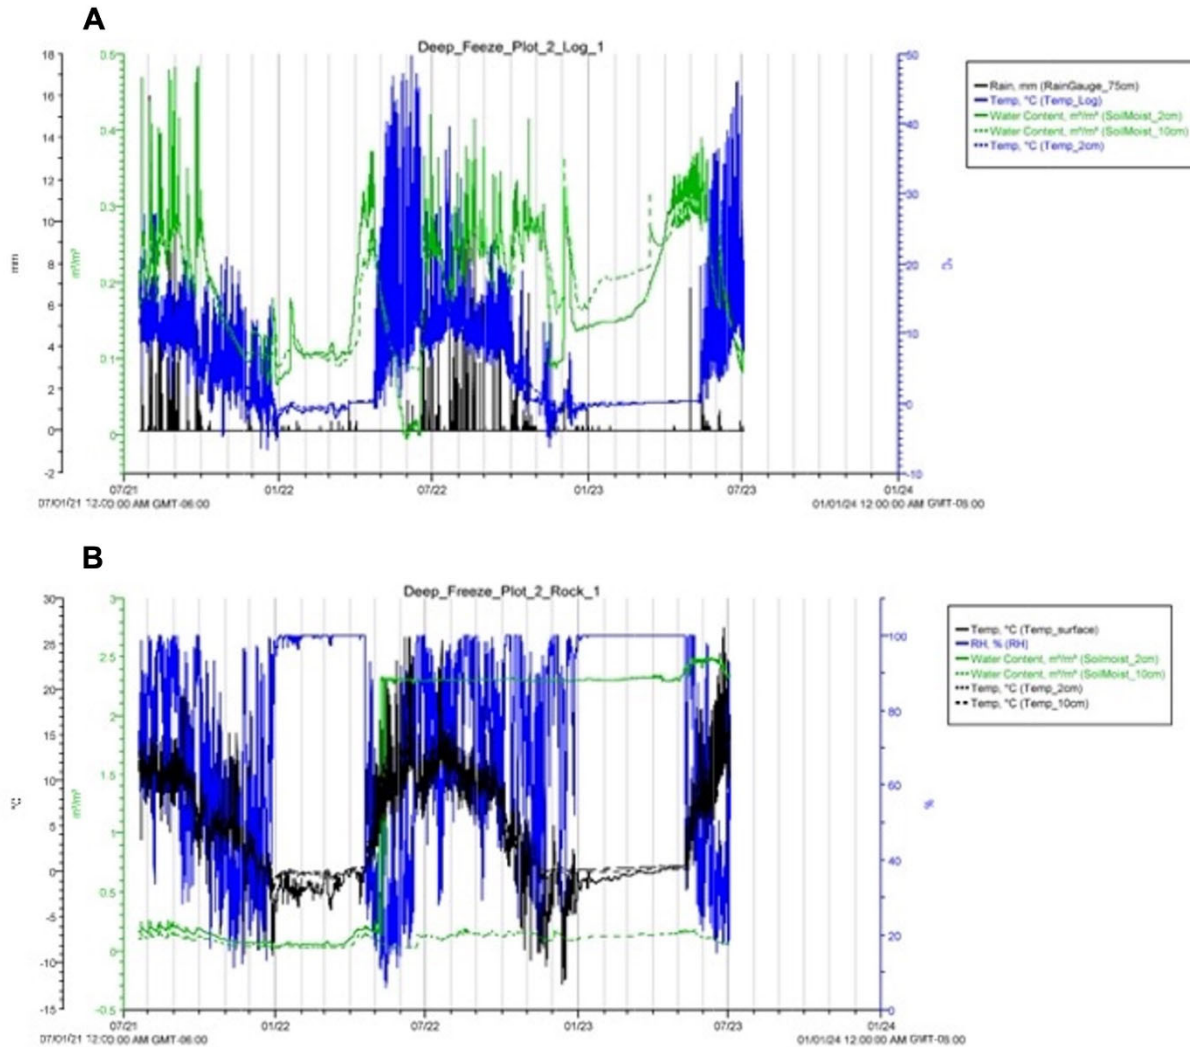 A
Deep_Feeze_Plot_2_Log_1
18
16
14
12
10
8
6
4
2
0
-2
mm
0.5
0.4
0.3
0.2
0.1
0
m³/m³
50
40
30
20
10
0
-10
Rain, mm (RainGauge_75cm)
Temp, °C (Temp_Log)
Water Content, m³/m³ (SoilMoist_2cm)
Water Content, m³/m³ (SoilMoist_10cm)
Temp, °C (Temp_2cm)
07/21 01/22 07/22 01/23 07/23 01/24
07/01/21 12:00:00 AM GMT-06:00 01/01/24 12:00:00 AM GMT-06:00
B
Deep_Freeze_Plot_2_Rock_1
30
25
20
15
10
5
0
-5
-10
-15
°C
3
2.5
2
1.5
1
0.5
0
-0.5
m³/m³
100
80
60
40
20
0
%
Temp, °C (Temp_surface)
RH, % (RH)
Water Content, m³/m³ (Soilmoist_2cm)
Water Content, m³/m³ (SoilMoist_10cm)
Temp, °C (Temp_2cm)
Temp, °C (Temp_10cm)
07/21 01/22 07/22 01/23 07/23 01/24
07/01/21 12:00:00 AM GMT-06:00 01/01/24 12:00:00 AM GMT-06:00